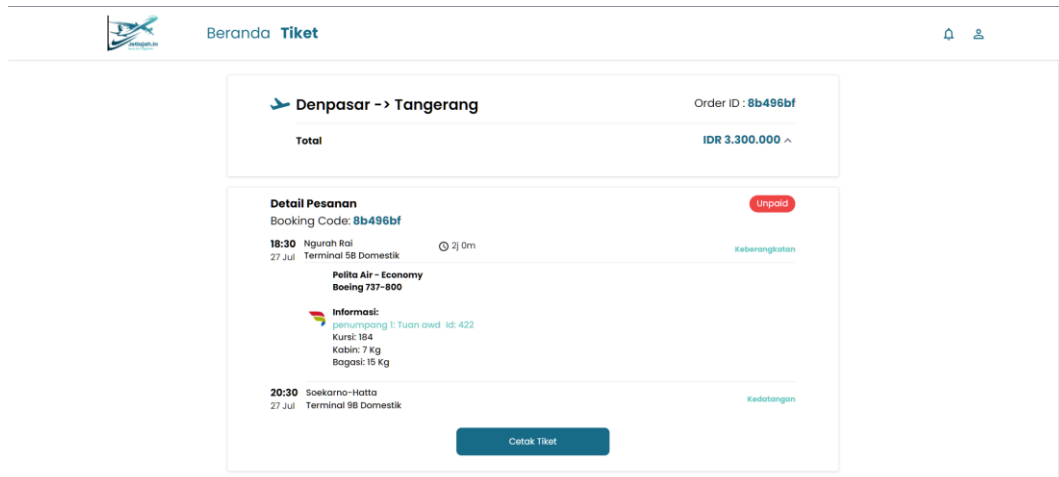 Jetlajah.in
Beranda Tiket
Denpasar -> Tangerang
Order ID : 8b496bf
Total
IDR 3.300.000
Detail Pesanan
Unpaid
Booking Code: 8b496bf
18:30 Ngurah Rai
2j 0m
27 Jul Terminal 5B Domestik
Keberangkatan
Pelita Air - Economy
Boeing 737-800
Informasi:
penumpang 1: Tuan awd id: 422
Kursi: 184
Kabin: 7 Kg
Bagasi: 15 Kg
20:30 Soekarno-Hatta
27 Jul Terminal 9B Domestik
Kedatangan
Cetak Tiket